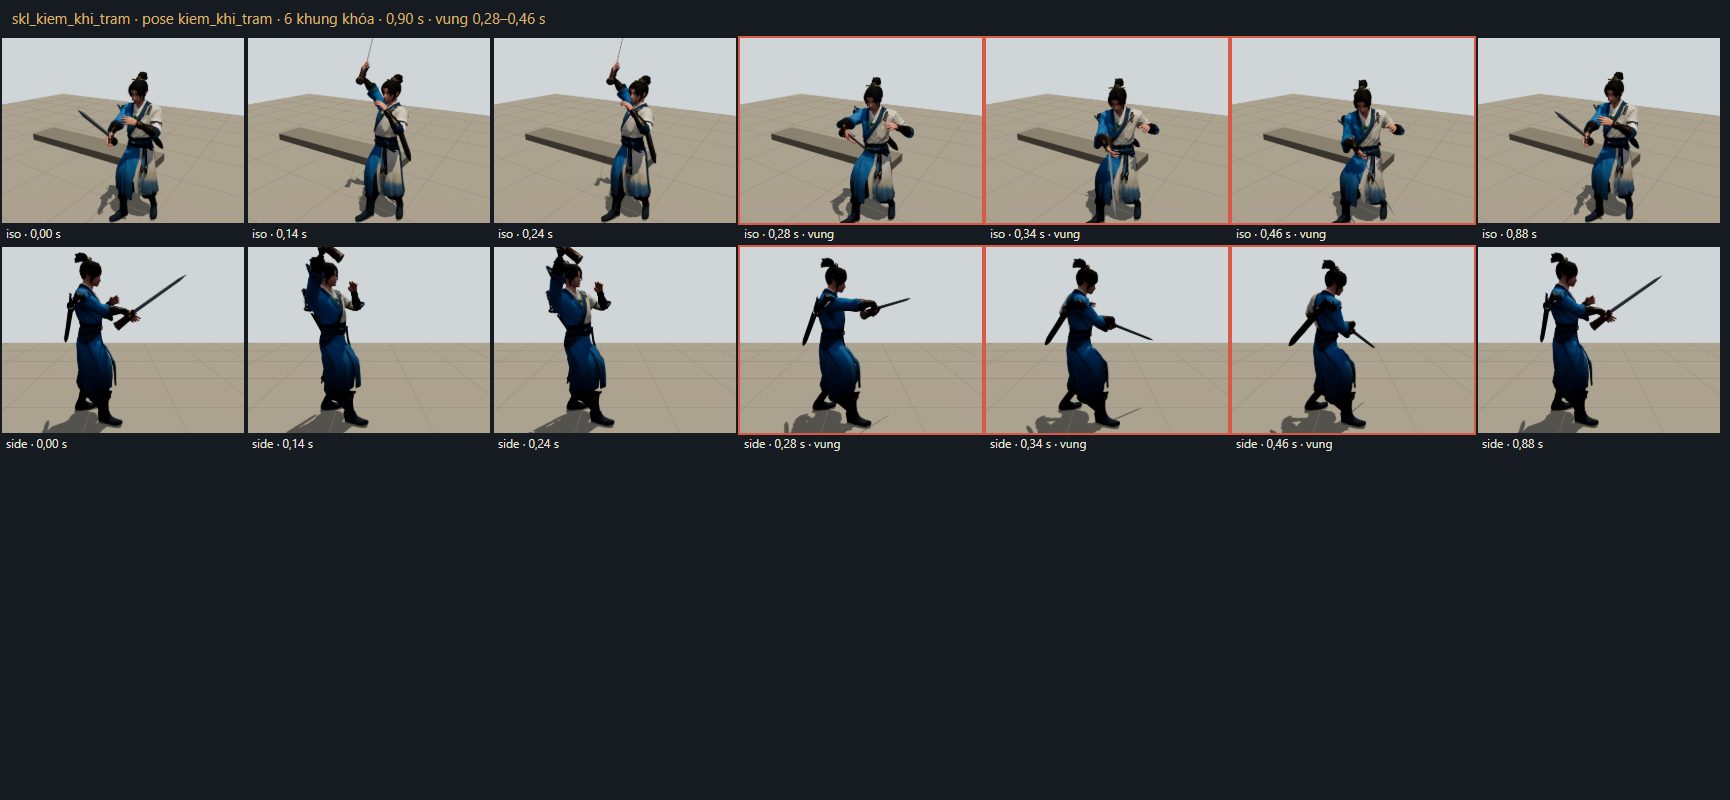 skl_kiem_khi_tram · pose kiem_khi_tram · 6 khung khóa · 0,90 s · vung 0,28–0,46 s
iso · 0,00 s
iso · 0,14 s
iso · 0,24 s
iso · 0,28 s · vung
iso · 0,34 s · vung
iso · 0,46 s · vung
iso · 0,88 s
side · 0,00 s
side · 0,14 s
side · 0,24 s
side · 0,28 s · vung
side · 0,34 s · vung
side · 0,46 s · vung
side · 0,88 s